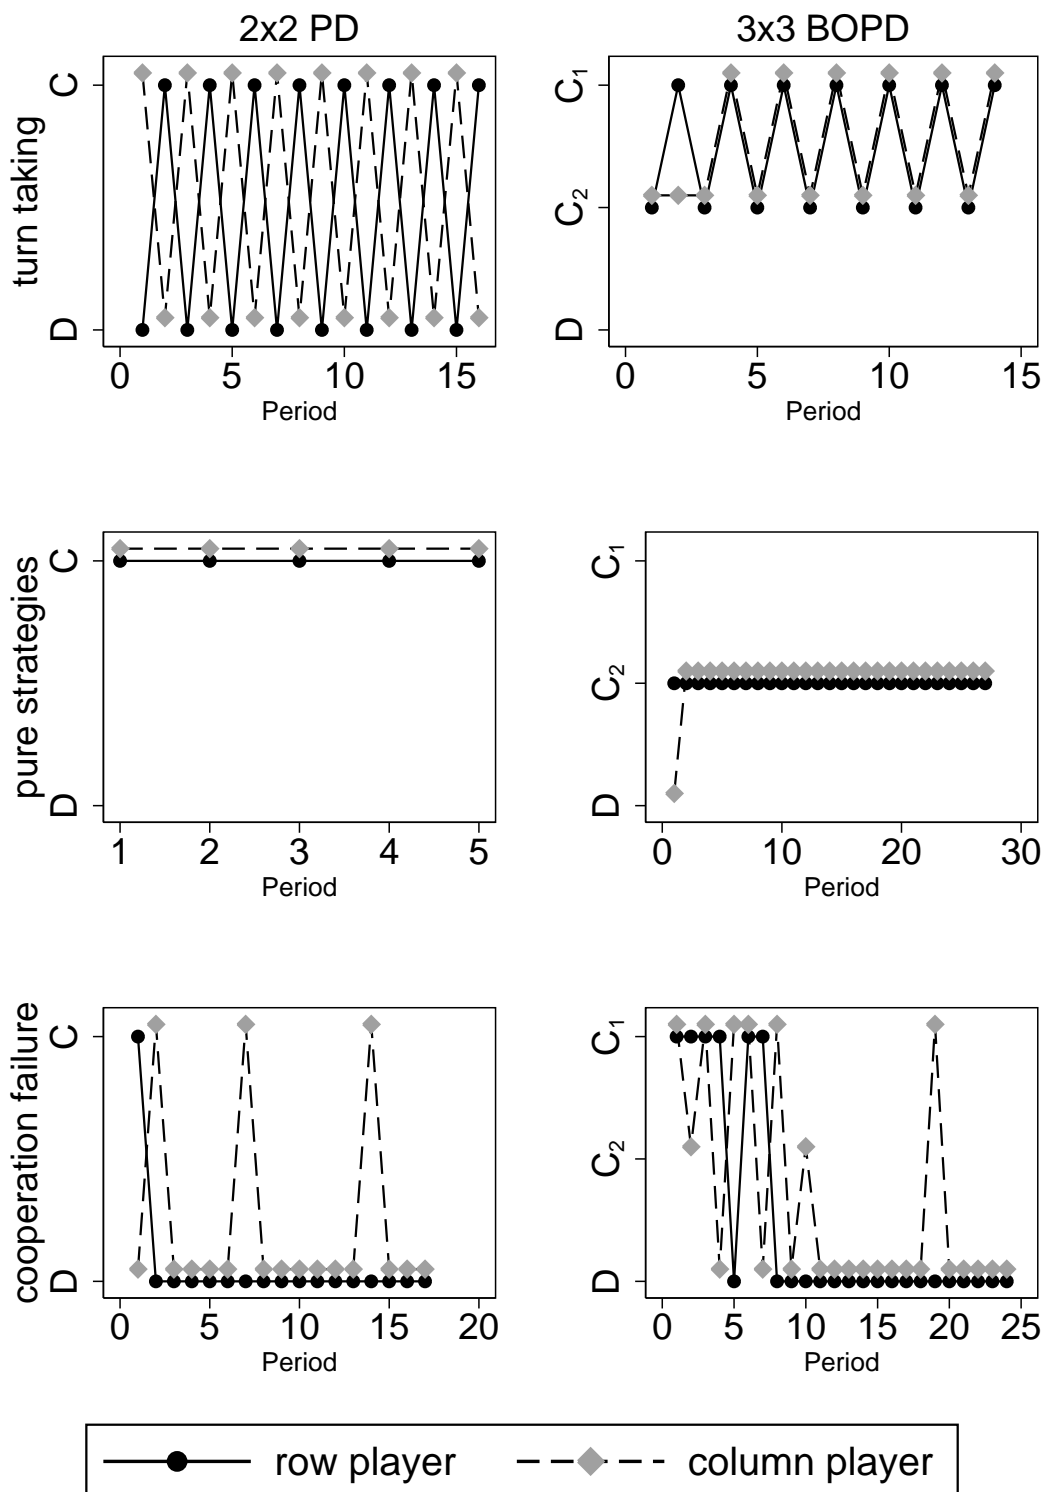 2x2 PD
3x3 BOPD
turn taking
C
D
0 5 10 15
Period
C₁
C₂
D
0 5 10 15
Period
pure strategies
C
D
1 2 3 4 5
Period
C₁
C₂
D
0 10 20 30
Period
cooperation failure
C
D
0 5 10 15 20
Period
C₁
C₂
D
0 5 10 15 20 25
Period
row player
column player